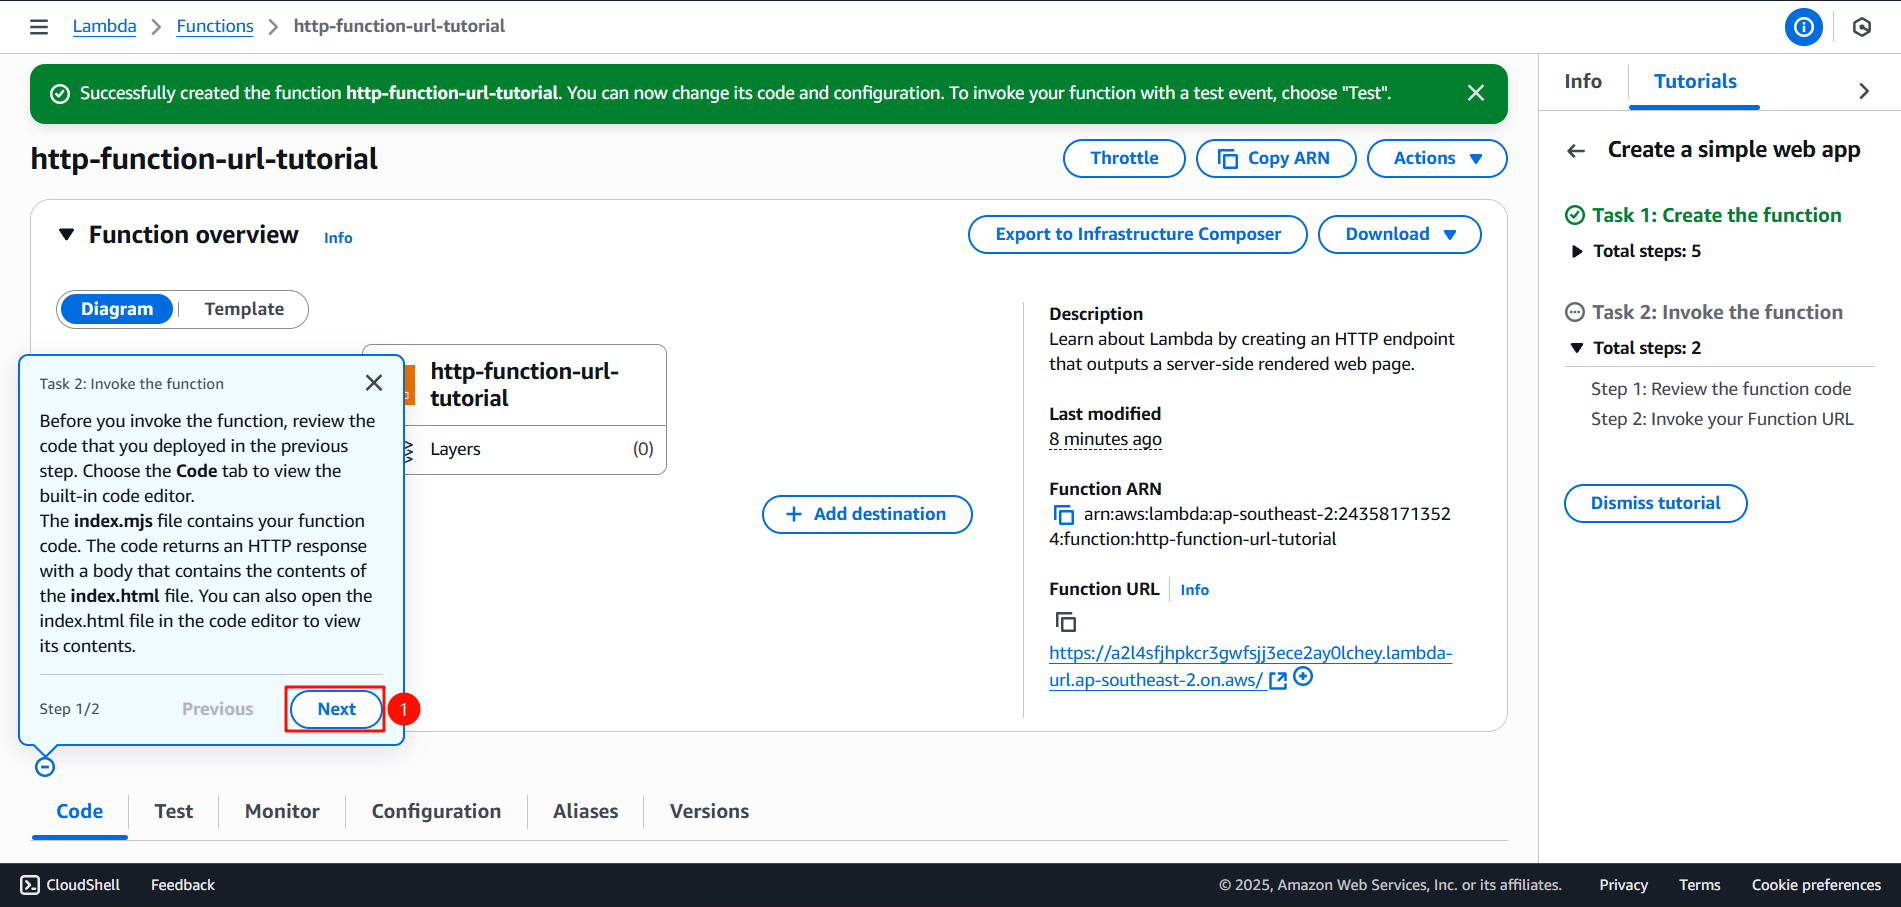 Lambda > Functions > http-function-url-tutorial
Successfully created the function http-function-url-tutorial. You can now change its code and configuration. To invoke your function with a test event, choose "Test".
http-function-url-tutorial
Throttle
Copy ARN
Actions
Function overview
Info
Export to Infrastructure Composer
Download
Diagram
Template
http-function-url-
tutorial
Layers
(0)
Add destination
Description
Learn about Lambda by creating an HTTP endpoint
that outputs a server-side rendered web page.
Last modified
8 minutes ago
Function ARN
arn:aws:lambda:ap-southeast-2:24358171352
4:function:http-function-url-tutorial
Function URL
Info
https://a2l4sfjhpkcr3gwfsjj3ece2ay0lchey.lambda-
url.ap-southeast-2.on.aws/
Task 2: Invoke the function
Before you invoke the function, review the
code that you deployed in the previous
step. Choose the Code tab to view the
built-in code editor.
The index.mjs file contains your function
code. The code returns an HTTP response
with a body that contains the contents of
the index.html file. You can also open the
index.html file in the code editor to view
its contents.
Step 1/2
Previous
Next
1
Code
Test
Monitor
Configuration
Aliases
Versions
Info
Tutorials
Create a simple web app
Task 1: Create the function
Total steps: 5
Task 2: Invoke the function
Total steps: 2
Step 1: Review the function code
Step 2: Invoke your Function URL
Dismiss tutorial
CloudShell
Feedback
© 2025, Amazon Web Services, Inc. or its affiliates.
Privacy
Terms
Cookie preferences